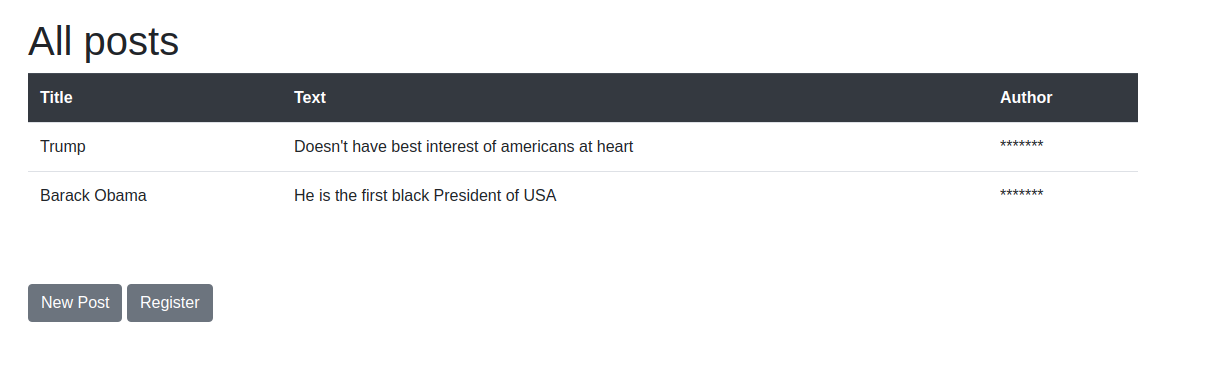 All posts
Title Text Author
Trump Doesn't have best interest of americans at heart *******
Barack Obama He is the first black President of USA *******
New Post Register